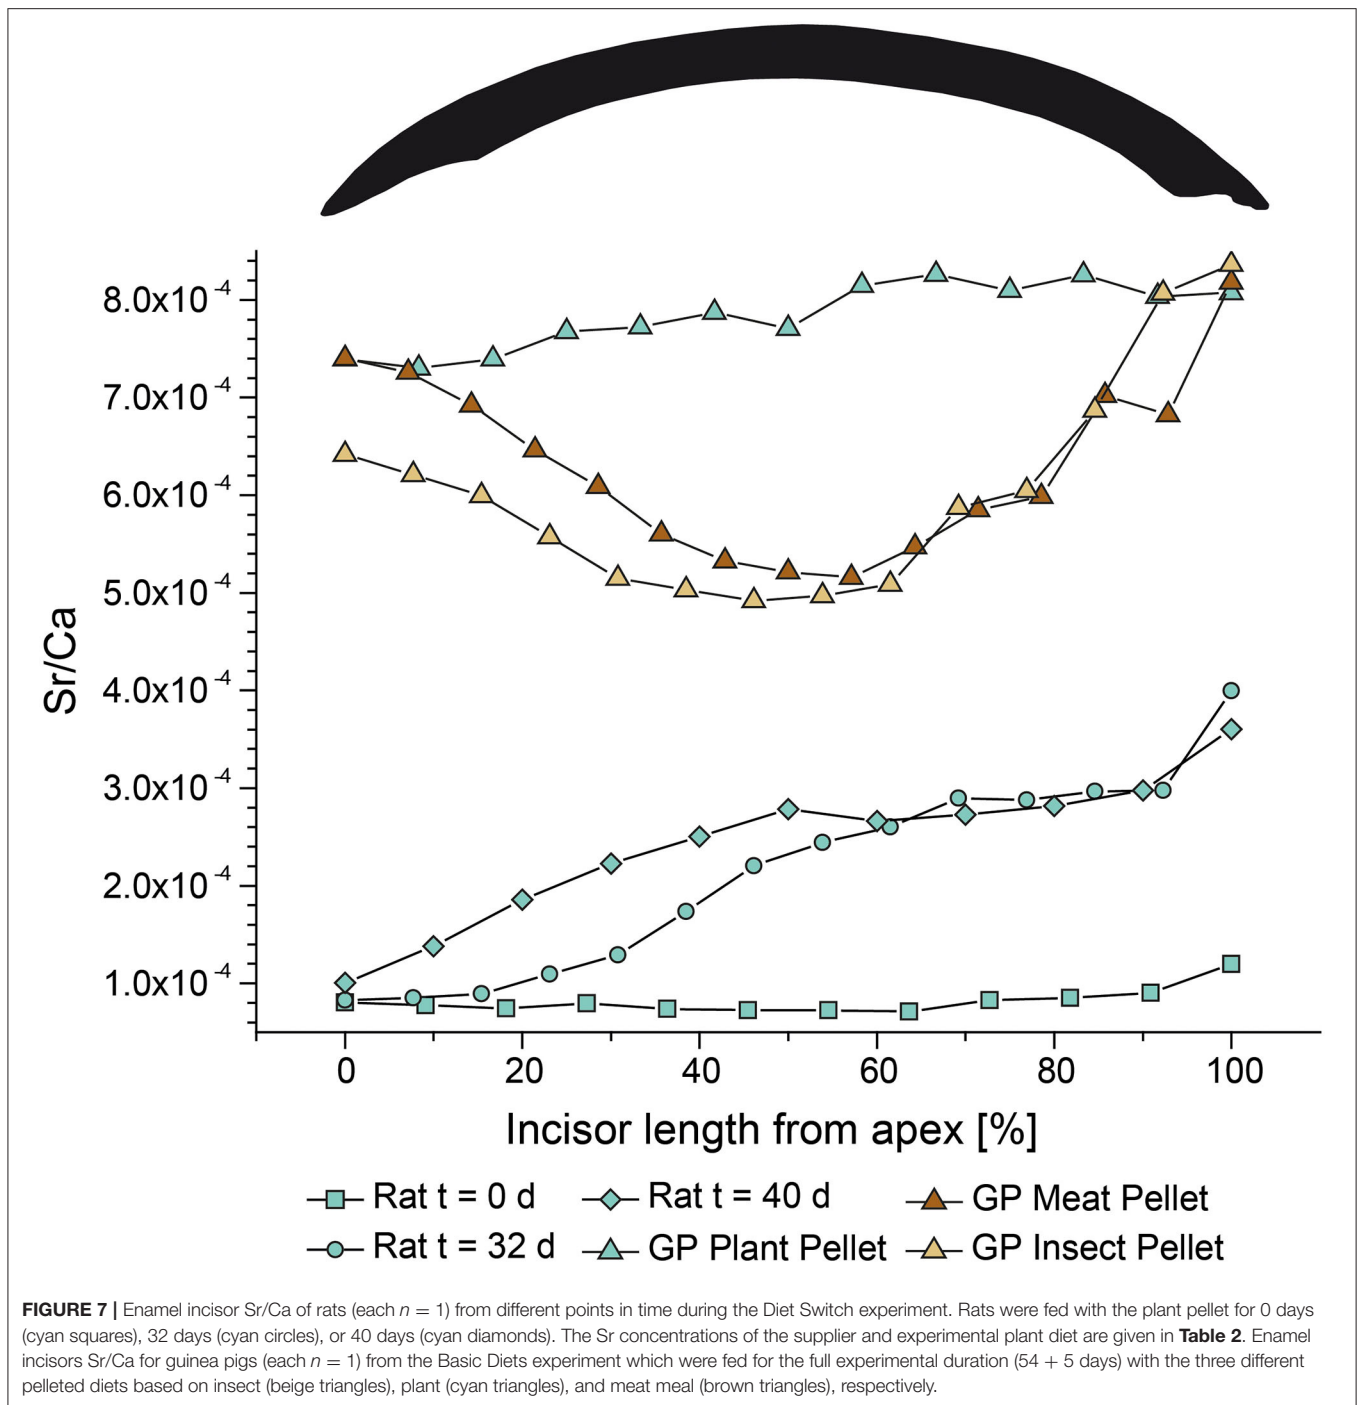 8.0x10⁻⁴
7.0x10⁻⁴
6.0x10⁻⁴
5.0x10⁻⁴
4.0x10⁻⁴
3.0x10⁻⁴
2.0x10⁻⁴
1.0x10⁻⁴
Sr/Ca
0 20 40 60 80 100
Incisor length from apex [%]
Rat t = 0 d Rat t = 40 d GP Meat Pellet
Rat t = 32 d GP Plant Pellet GP Insect Pellet
FIGURE 7 | Enamel incisor Sr/Ca of rats (each n = 1) from different points in time during the Diet Switch experiment. Rats were fed with the plant pellet for 0 days
(cyan squares), 32 days (cyan circles), or 40 days (cyan diamonds). The Sr concentrations of the supplier and experimental plant diet are given in Table 2. Enamel
incisors Sr/Ca for guinea pigs (each n = 1) from the Basic Diets experiment which were fed for the full experimental duration (54 + 5 days) with the three different
pelleted diets based on insect (beige triangles), plant (cyan triangles), and meat meal (brown triangles), respectively.